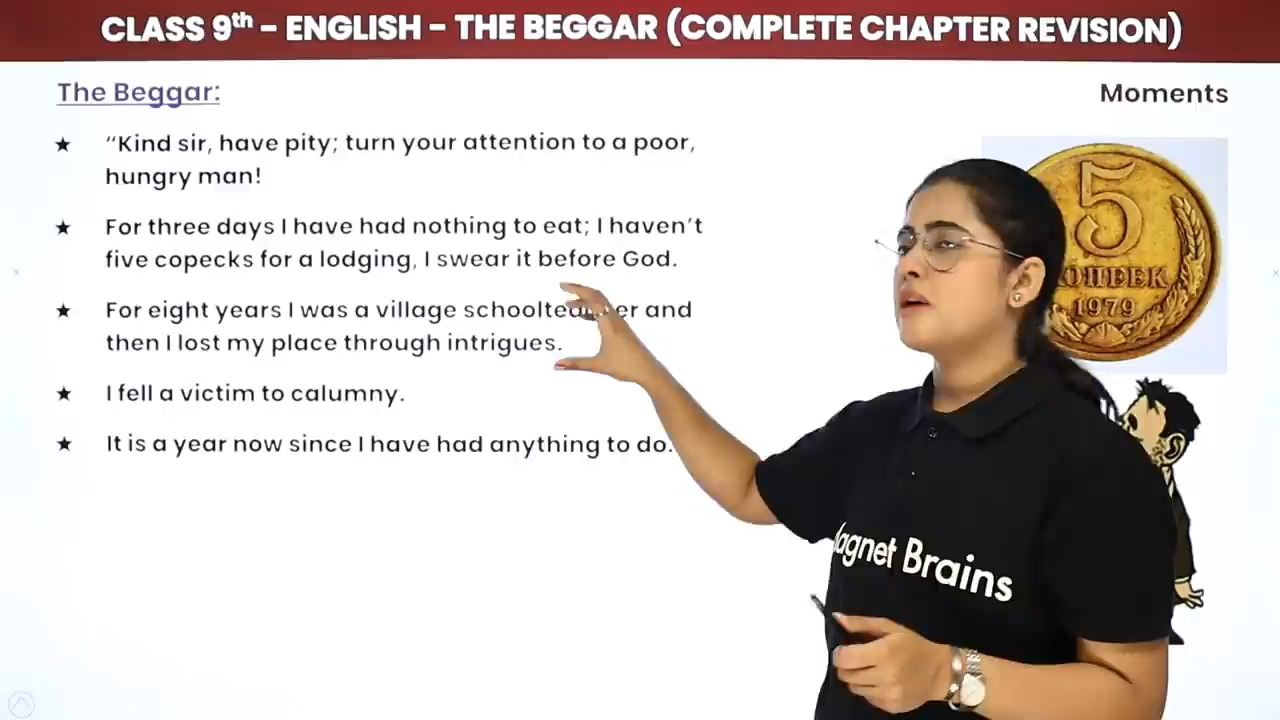 CLASS 9th – ENGLISH – THE BEGGAR (COMPLETE CHAPTER REVISION)
The Beggar:
Moments
★ “Kind sir, have pity; turn your attention to a poor,
hungry man!
★ For three days I have had nothing to eat; I haven’t
five copecks for a lodging, I swear it before God.
★ For eight years I was a village and
then I lost my place through intrigues.
★ I fell a victim to calumny.
★ It is a year now since I have had anything to do.
5
1979
Brains